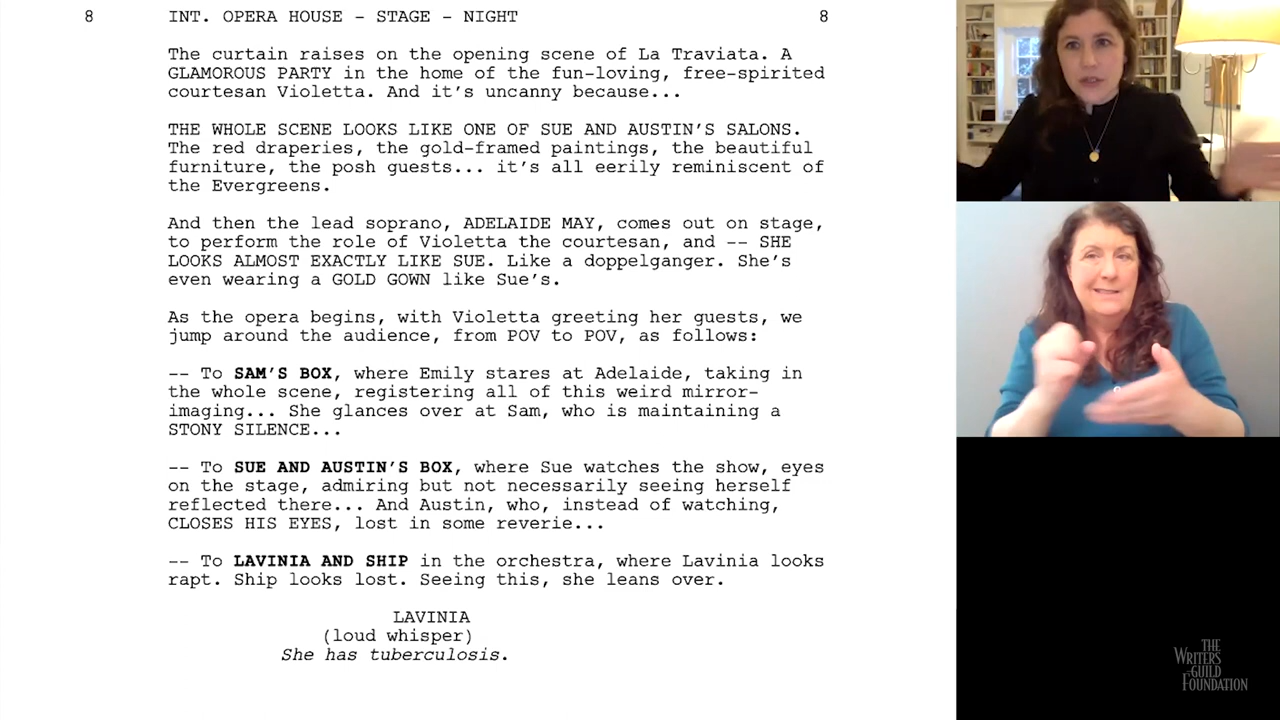 8 INT. OPERA HOUSE - STAGE - NIGHT 8
The curtain raises on the opening scene of La Traviata. A
GLAMOROUS PARTY in the home of the fun-loving, free-spirited
courtesan Violetta. And it's uncanny because...
THE WHOLE SCENE LOOKS LIKE ONE OF SUE AND AUSTIN'S SALONS.
The red draperies, the gold-framed paintings, the beautiful
furniture, the posh guests... it's all eerily reminiscent of
the Evergreens.
And then the lead soprano, ADELAIDE MAY, comes out on stage,
to perform the role of Violetta the courtesan, and -- SHE
LOOKS ALMOST EXACTLY LIKE SUE. Like a doppelganger. She's
even wearing a GOLD GOWN like Sue's.
As the opera begins, with Violetta greeting her guests, we
jump around the audience, from POV to POV, as follows:
-- To SAM'S BOX, where Emily stares at Adelaide, taking in
the whole scene, registering all of this weird mirror-
imaging... She glances over at Sam, who is maintaining a
STONY SILENCE...
-- To SUE AND AUSTIN'S BOX, where Sue watches the show, eyes
on the stage, admiring but not necessarily seeing herself
reflected there... And Austin, who, instead of watching,
CLOSES HIS EYES, lost in some reverie...
-- To LAVINIA AND SHIP in the orchestra, where Lavinia looks
rapt. Ship looks lost. Seeing this, she leans over.
LAVINIA
(loud whisper)
She has tuberculosis.
THE
WRITERS
GUILD
FOUNDATION